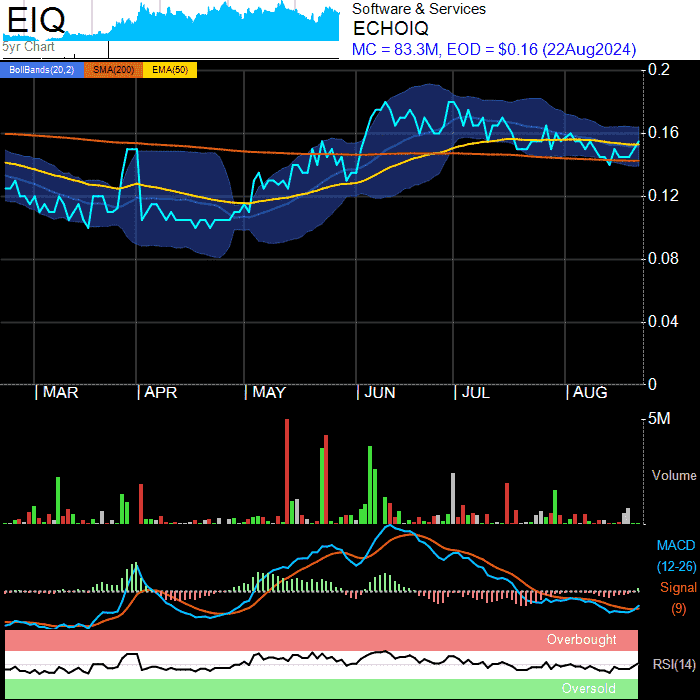 EIQ
5yr Chart
Software & Services
ECHOIQ
MC = 83.3M, EOD = $0.16 (22Aug2024)
BollBands(20,2) SMA(200) EMA(50)
0.2
0.16
0.12
0.08
0.04
0
MAR APR MAY JUN JUL AUG
5M
Volume
MACD
(12-26)
Signal
(9)
Overbought
RSI(14)
Oversold